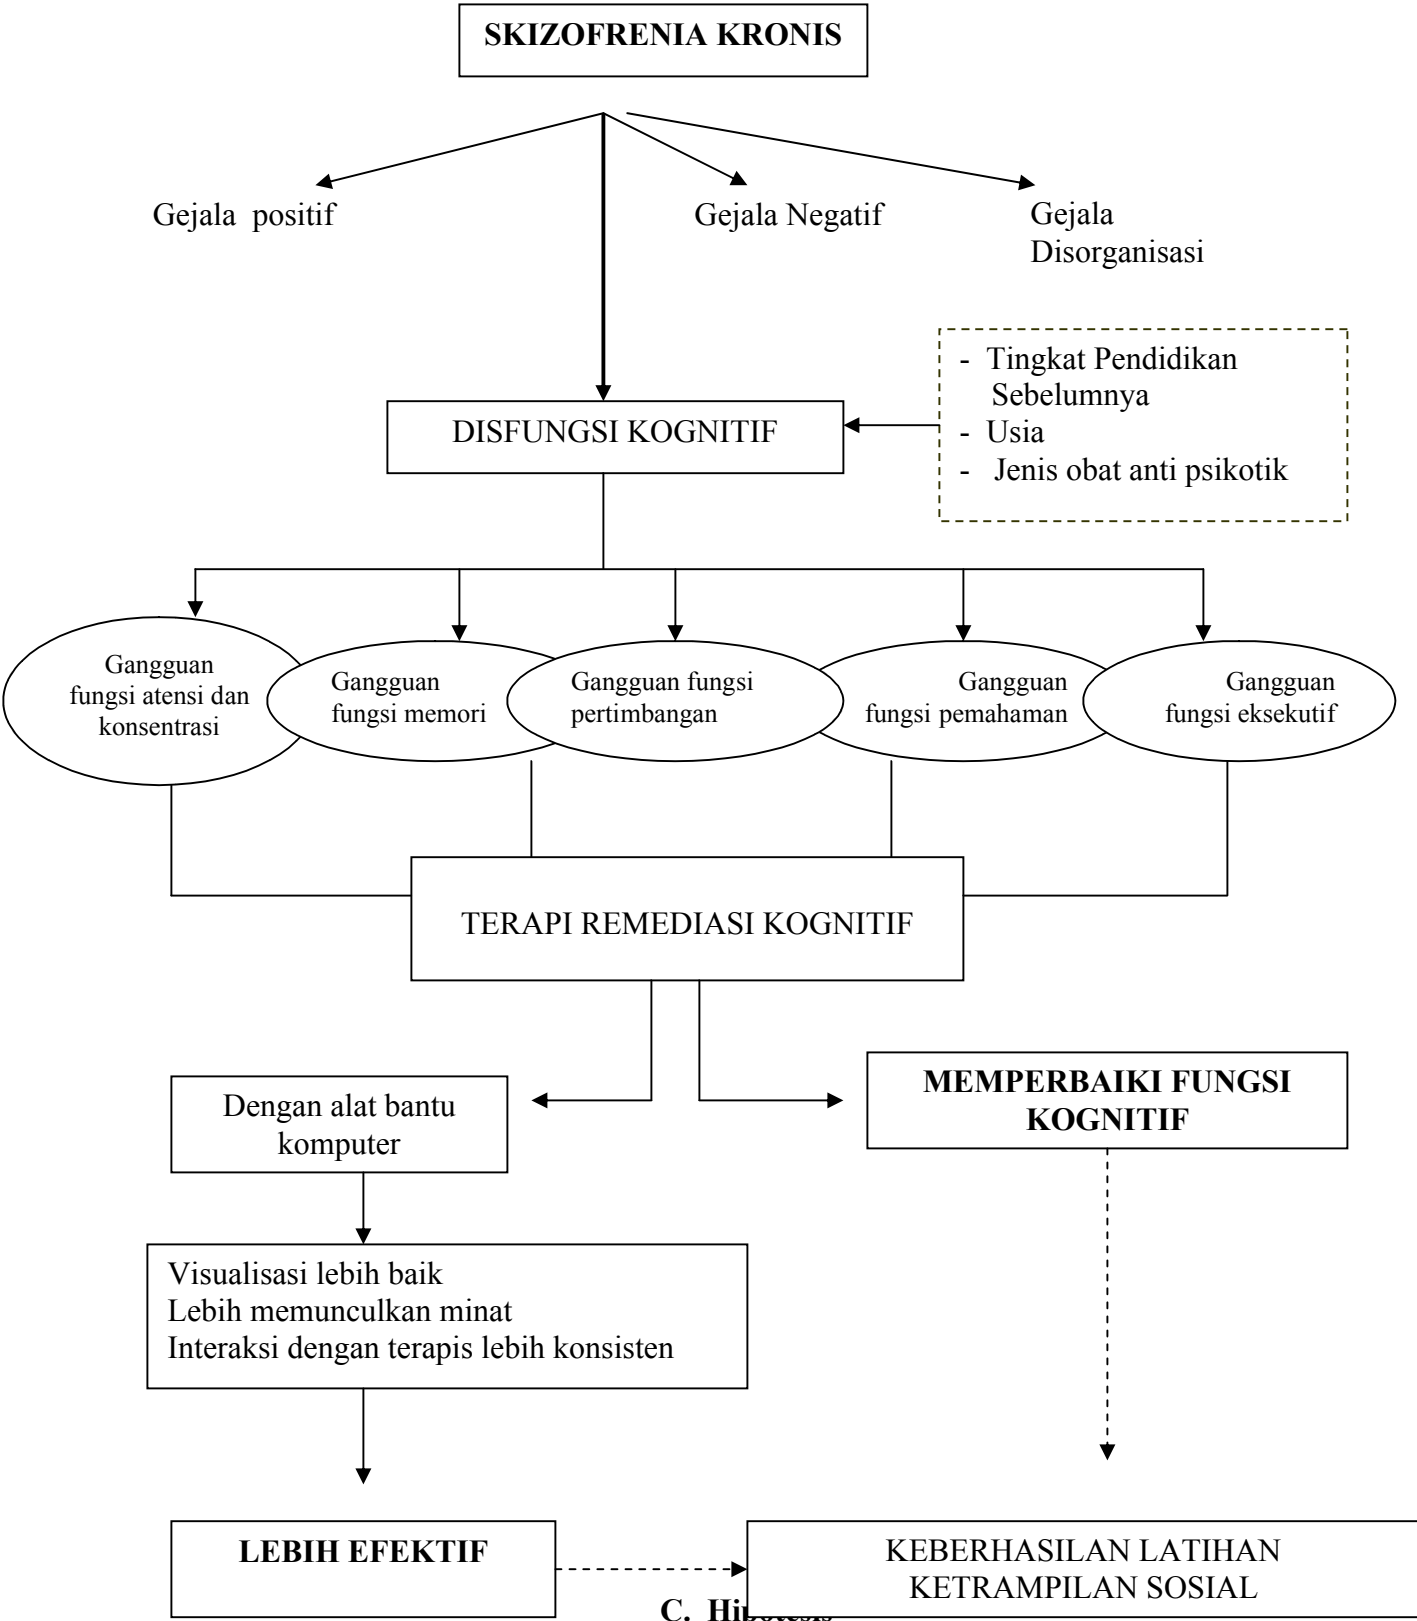 SKIZOFRENIA KRONIS
Gejala positif
Gejala Negatif
Gejala
Disorganisasi
- Tingkat Pendidikan
Sebelumnya
- Usia
- Jenis obat anti psikotik
DISFUNGSI KOGNITIF
Gangguan
fungsi atensi dan
konsentrasi
Gangguan
fungsi memori
Gangguan fungsi
pertimbangan
Gangguan
fungsi pemahaman
Gangguan
fungsi eksekutif
TERAPI REMEDIASI KOGNITIF
Dengan alat bantu
komputer
MEMPERBAIKI FUNGSI
KOGNITIF
Visualisasi lebih baik
Lebih memunculkan minat
Interaksi dengan terapis lebih konsisten
LEBIH EFEKTIF
KEBERHASILAN LATIHAN
KETRAMPILAN SOSIAL
C. Hipotesis